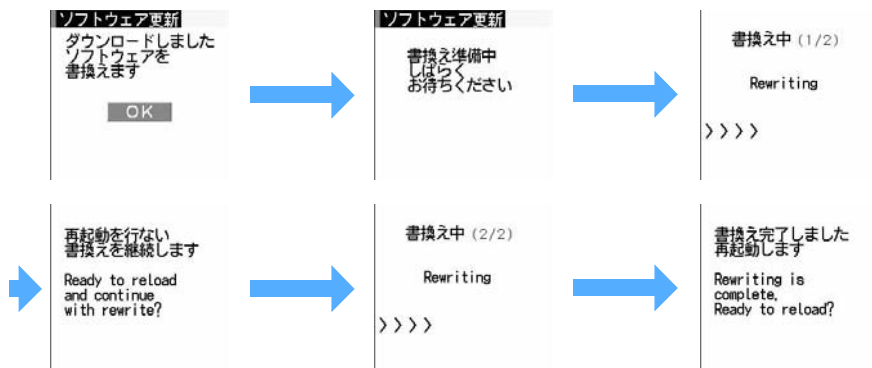 ソフトウェア更新
ダウンロードしました
ソフトウェアを
書換えます
OK
ソフトウェア更新
書換え準備中
しばらく
お待ちください
書換え中 (1/2)
Rewriting
>>>>
再起動を行ない
書換えを継続します
Ready to reload
and continue
with rewrite?
書換え中 (2/2)
Rewriting
>>>>
書換え完了しました
再起動します
Rewriting is
complete,
Ready to reload?